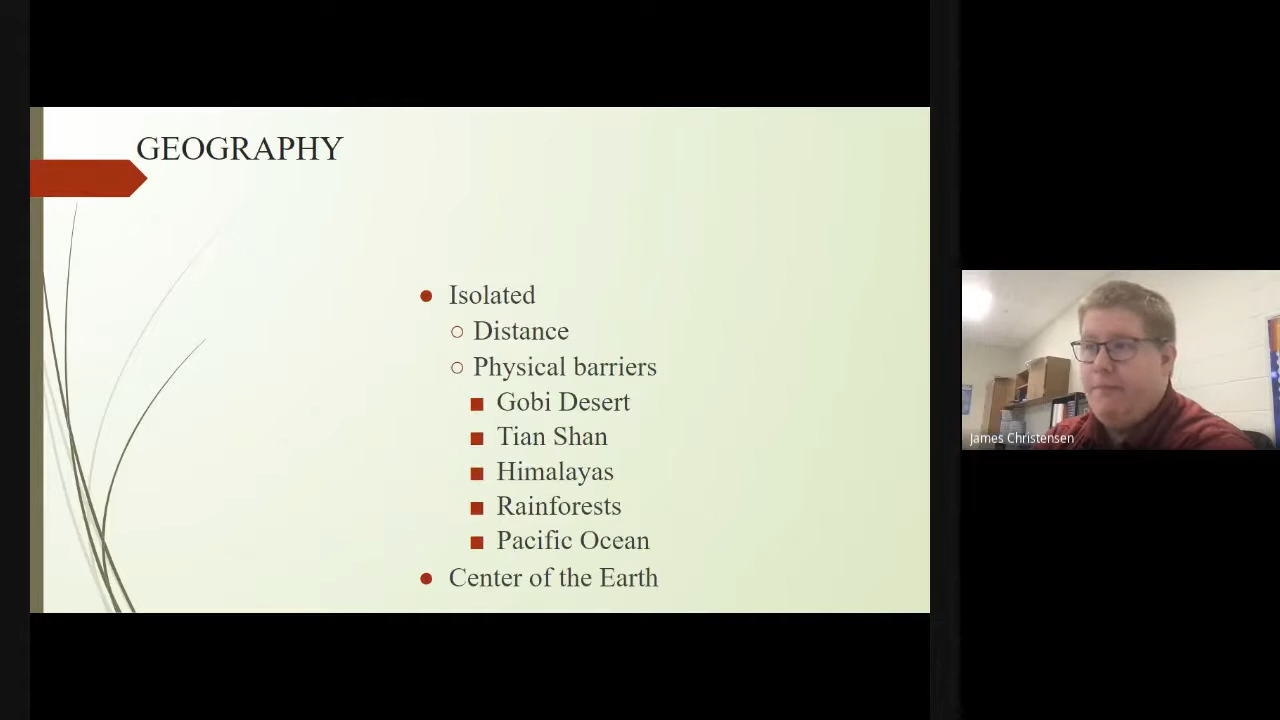 GEOGRAPHY
Isolated
Distance
Physical barriers
Gobi Desert
Tian Shan
Himalayas
Rainforests
Pacific Ocean
Center of the Earth
James Christensen